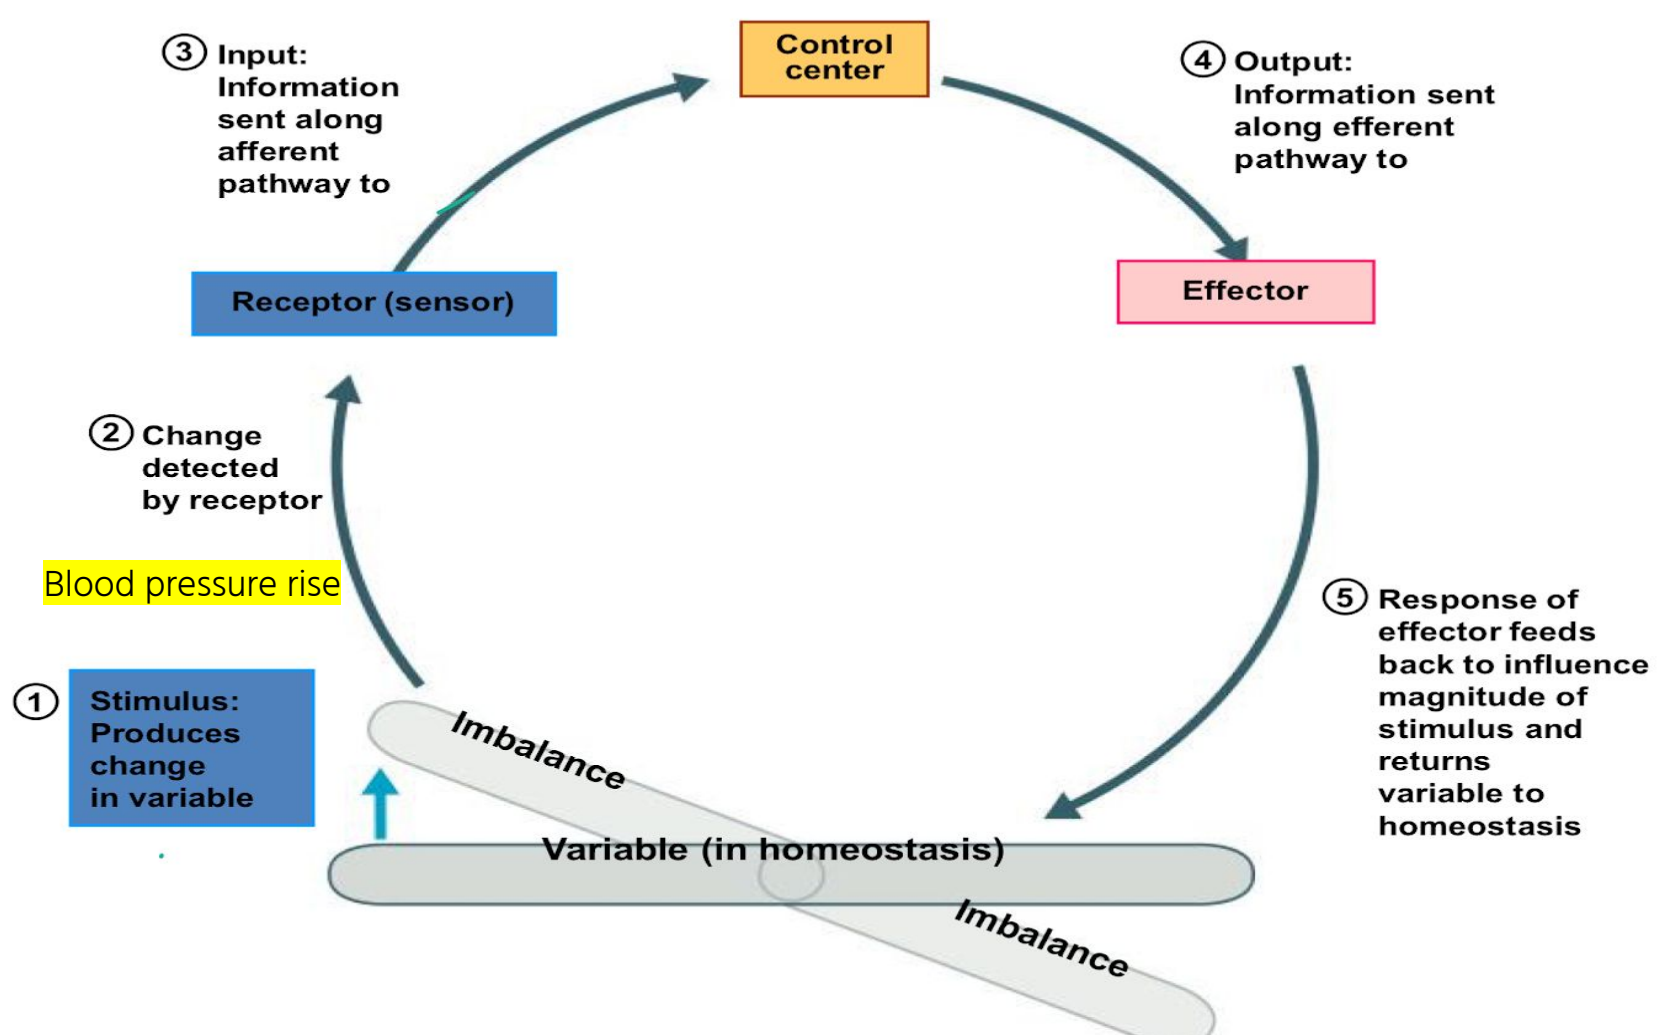 Control
center
3 Input:
Information
sent along
afferent
pathway to
4 Output:
Information sent
along efferent
pathway to
Receptor (sensor)
Effector
2 Change
detected
by receptor
Blood pressure rise
1 Stimulus:
Produces
change
in variable
5 Response of
effector feeds
back to influence
magnitude of
stimulus and
returns
variable to
homeostasis
Imbalance
Variable (in homeostasis)
Imbalance